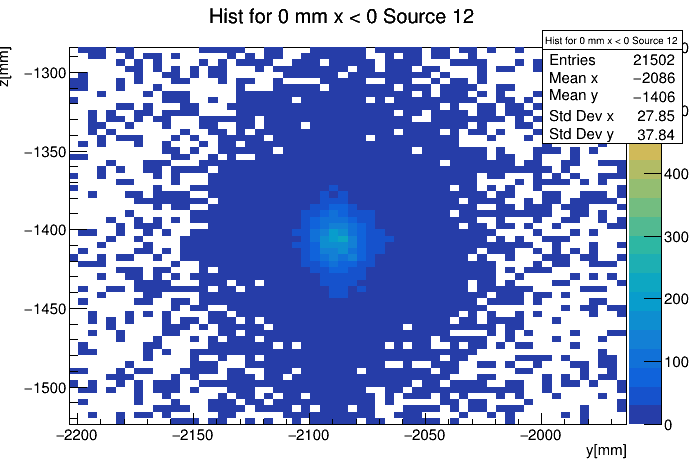 Hist for 0 mm x < 0 Source 12
Hist for 0 mm x < 0 Source 12
Entries 21502
Mean x −2086
Mean y −1406
Std Dev x 27.85
Std Dev y 37.84
z[mm]
−1300
−1350
−1400
−1450
−1500
−2200 −2150 −2100 −2050 −2000
y[mm]
400
300
200
100
0